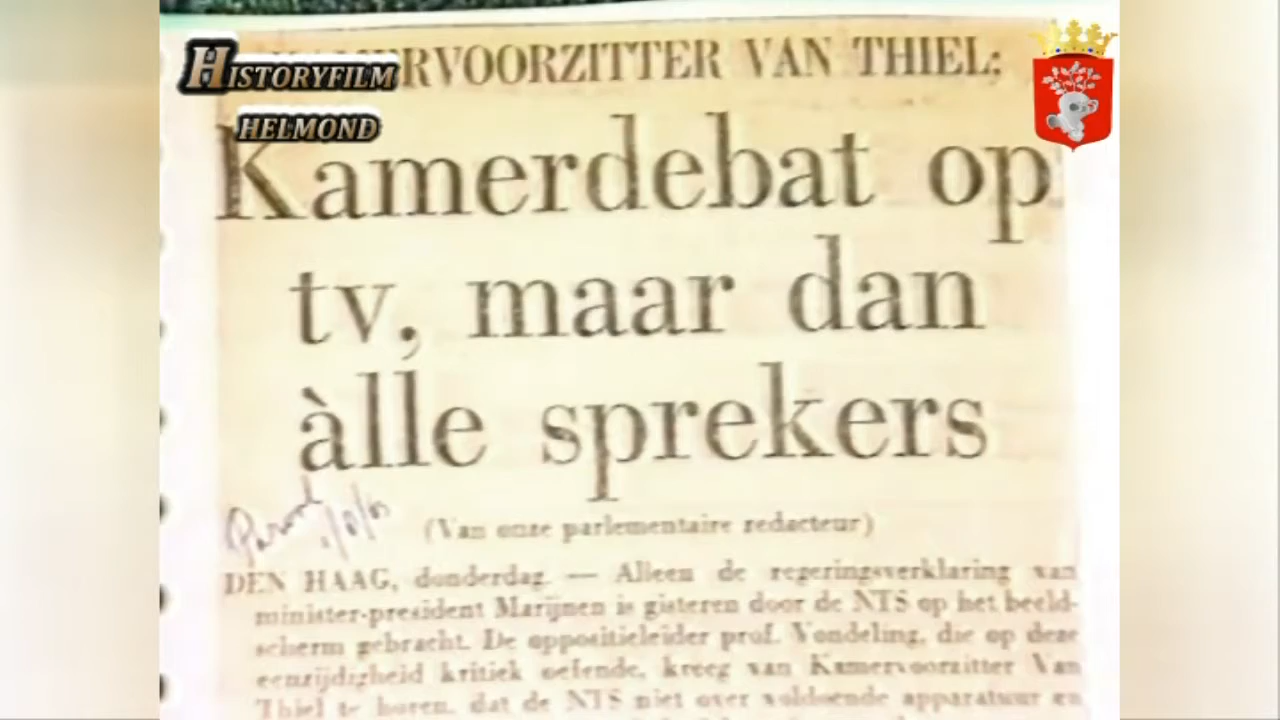 HISTORYFILM
HELMOND
KAMERVOORZITTER VAN THIEL:
Kamerdebat op
tv, maar dan
àlle sprekers
Parool
(Van onze parlementaire redacteur)
DEN HAAG, donderdag. — Alleen de regeringsverklaring van
minister-president Marijnen is gisteren door de NTS op het beeld-
scherm gebracht. De oppositieleider prof. Vondeling, die op deze
eenzijdigheid kritiek oefende, kreeg van Kamervoorzitter Van
Thiel te horen, dat de NTS niet over voldoende apparatuur en